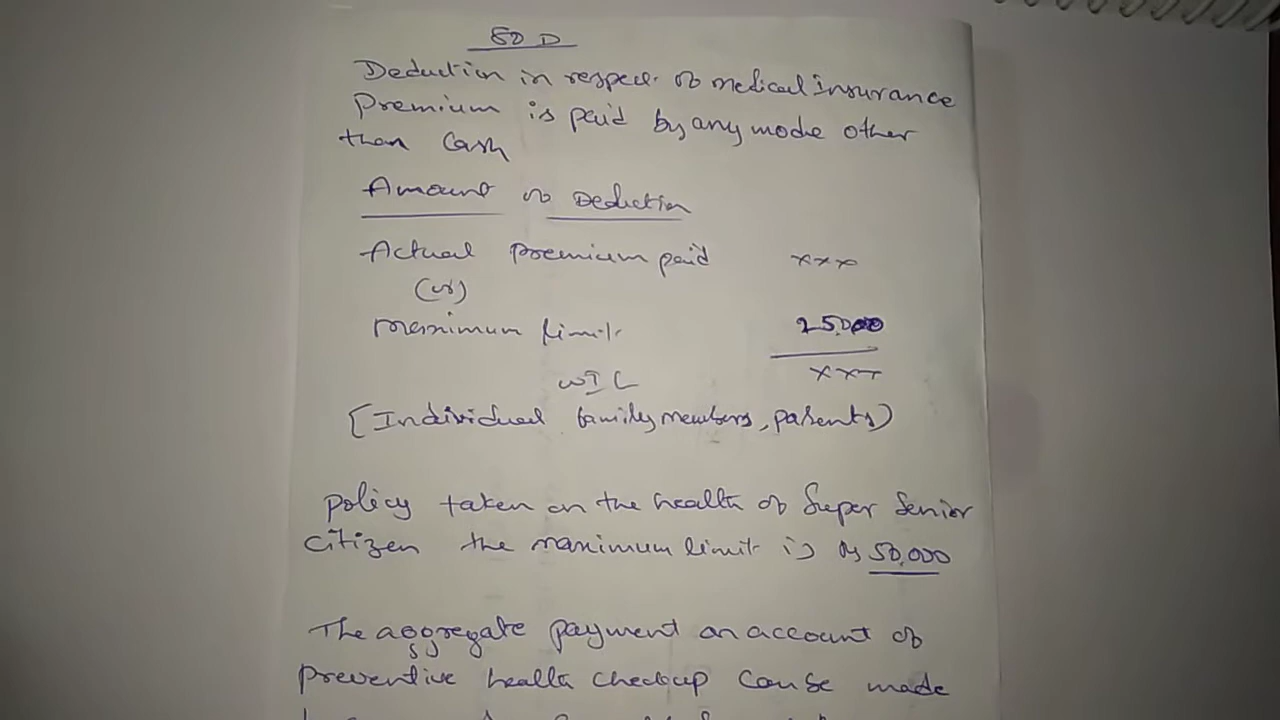 80 D
Deduction in respect of medical Insurance
Premium is paid by any mode other
than Cash
Amount of Deduction
Actual Premium paid xxx
(or)
Maximum limit 25,000
WIL xxx
[Individual family members, parents)
Policy taken on the health of Super Senior
Citizen the maximum limit is Rs 50,000
The aggregate payment on account of
preventive health checkup can be made